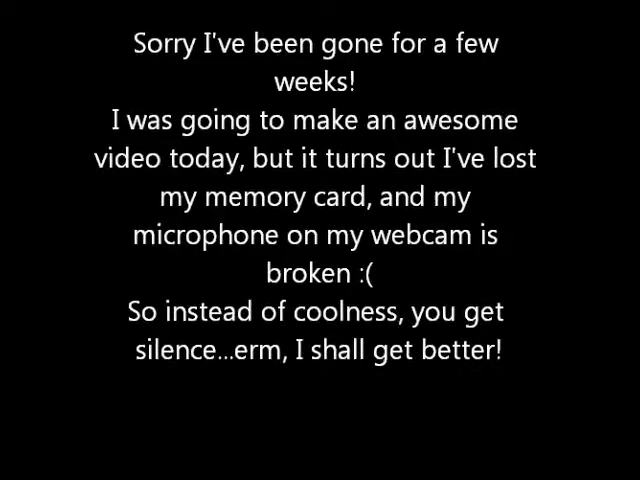 Sorry I've been gone for a few
weeks!
I was going to make an awesome
video today, but it turns out I've lost
my memory card, and my
microphone on my webcam is
broken :(
So instead of coolness, you get
silence...erm, I shall get better!